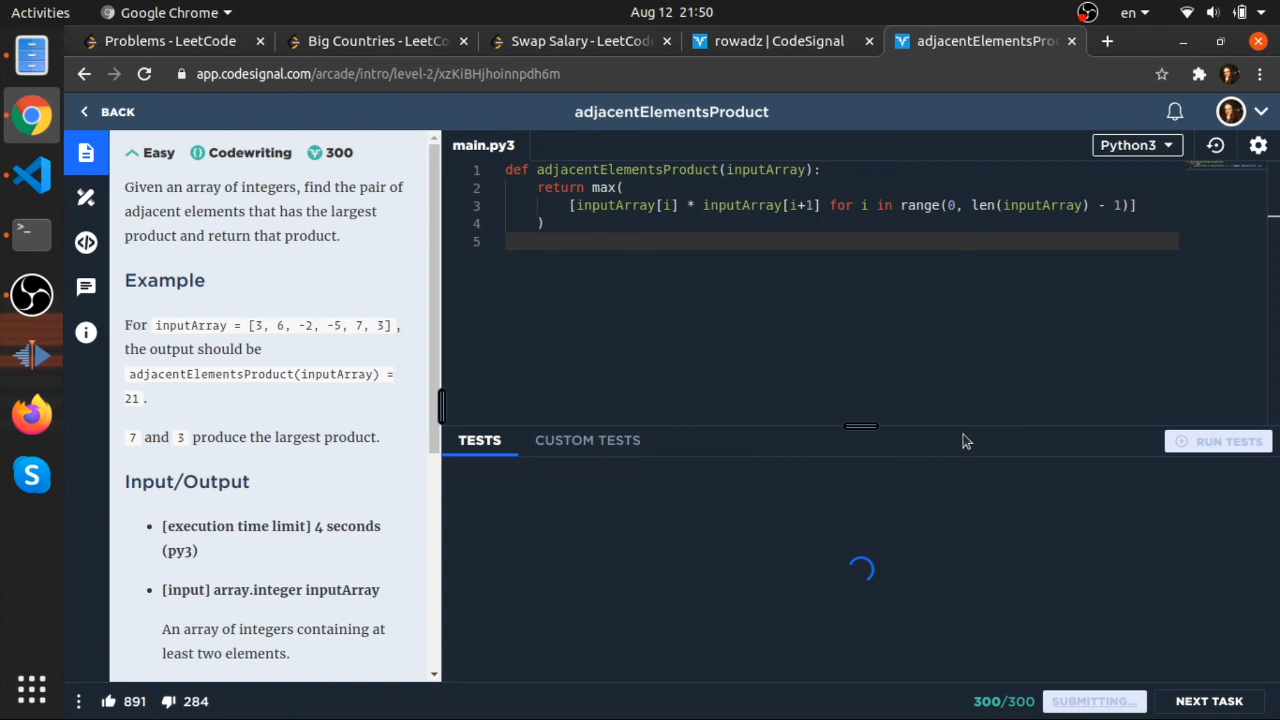 Activities
Google Chrome
Aug 12 21:50
en
Problems - LeetCode
Big Countries - LeetCo
Swap Salary - LeetCode
rovadz | CodeSignal
adjacentElementsPro
app.codesignal.com/arcade/intro/level-2/xzKiBHjhoinnpdh6m
BACK
adjacentElementsProduct
Easy
Codewriting
300
Given an array of integers, find the pair of
adjacent elements that has the largest
product and return that product.
Example
For inputArray = [3, 6, -2, -5, 7, 3],
the output should be
adjacentElementsProduct(inputArray) =
21.
7 and 3 produce the largest product.
Input/Output
• [execution time limit] 4 seconds
(py3)
• [input] array.integer inputArray
An array of integers containing at
least two elements.
891
284
main.py3
Python3
1 def adjacentElementsProduct(inputArray):
2 return max(
3 [inputArray[i] * inputArray[i+1] for i in range(0, len(inputArray) - 1)]
4 )
5
TESTS
CUSTOM TESTS
RUN TESTS
300/300
SUBMITTING...
NEXT TASK